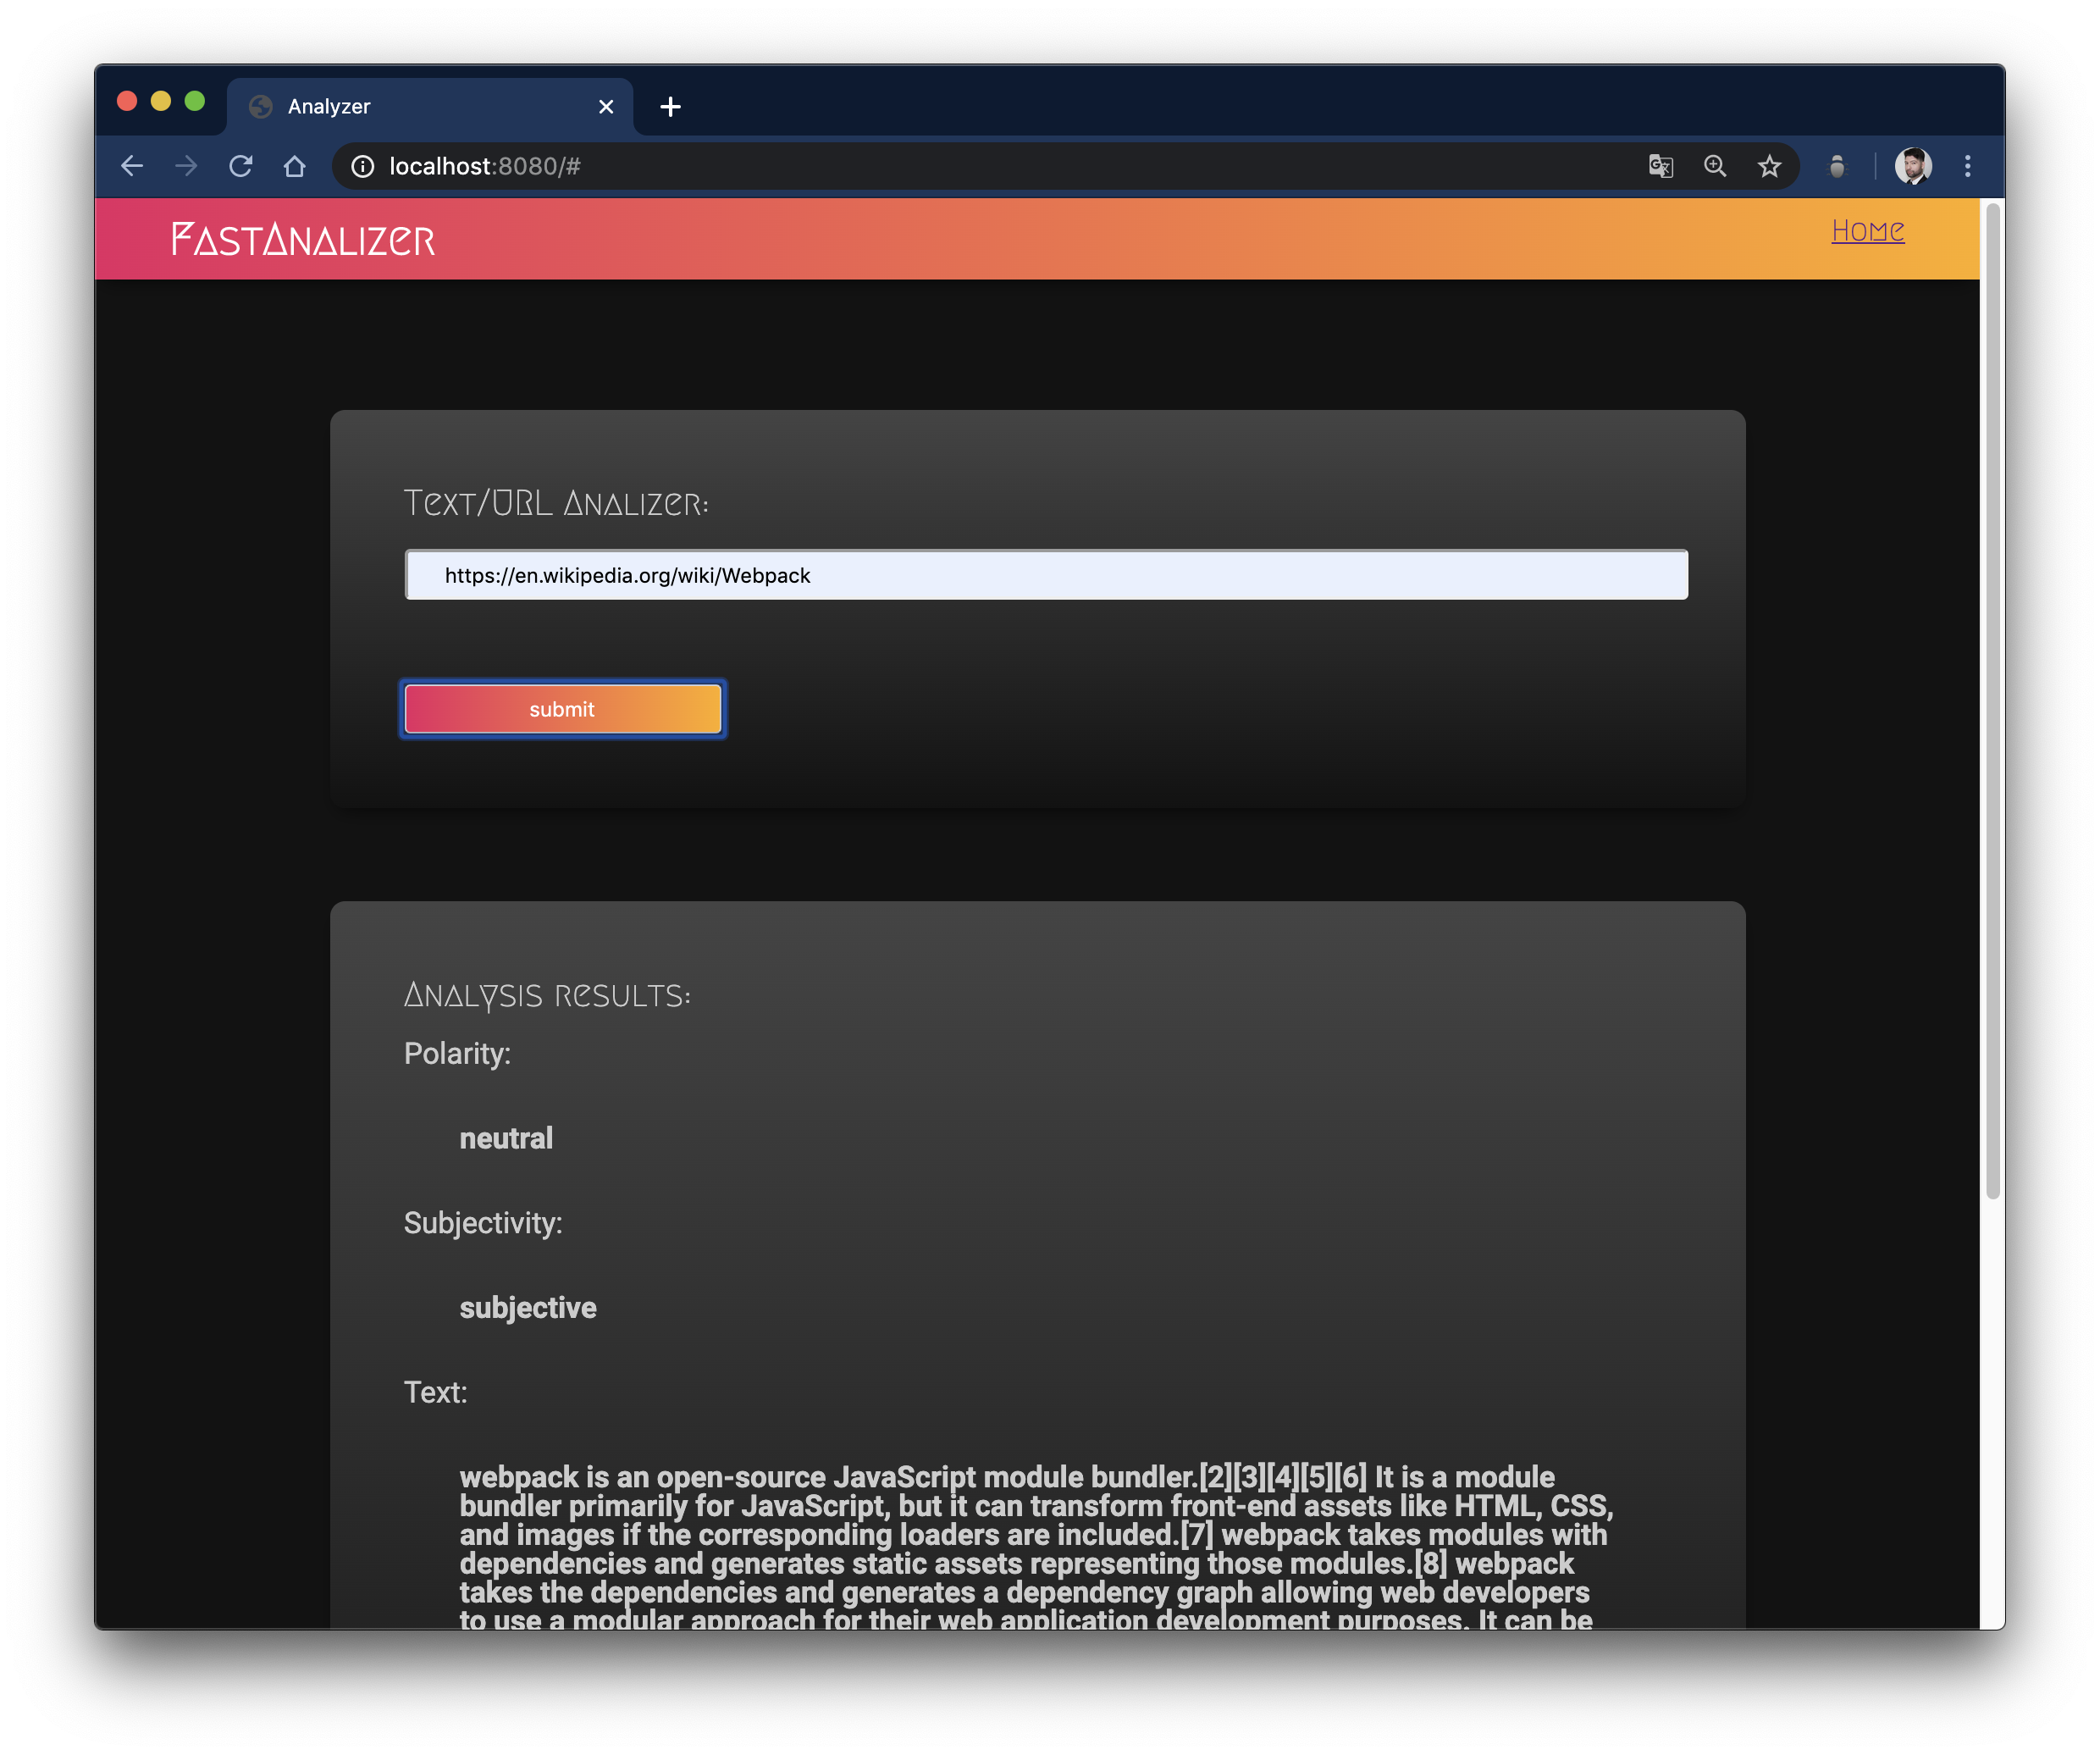 Analyzer
localhost:8080/#
FastAnalizer
Home
Text/URL Analizer:
https://en.wikipedia.org/wiki/Webpack
submit
Analysis results:
Polarity:
neutral
Subjectivity:
subjective
Text:
webpack is an open-source JavaScript module bundler.[2][3][4][5][6] It is a module
bundler primarily for JavaScript, but it can transform front-end assets like HTML, CSS,
and images if the corresponding loaders are included.[7] webpack takes modules with
dependencies and generates static assets representing those modules.[8] webpack
takes the dependencies and generates a dependency graph allowing web developers
to use a modular approach for their web application development purposes. It can be